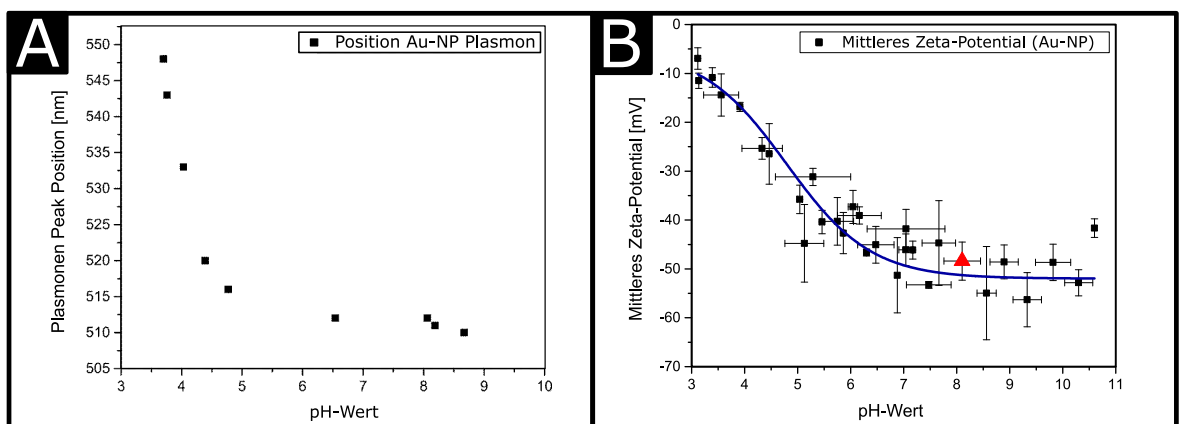 A
Position Au-NP Plasmon
Plasmonen Peak Position [nm]
550
545
540
535
530
525
520
515
510
505
3 4 5 6 7 8 9 10
pH-Wert
B
Mittleres Zeta-Potential (Au-NP)
Mittleres Zeta-Potential [mV]
0
-10
-20
-30
-40
-50
-60
-70
3 4 5 6 7 8 9 10 11
pH-Wert